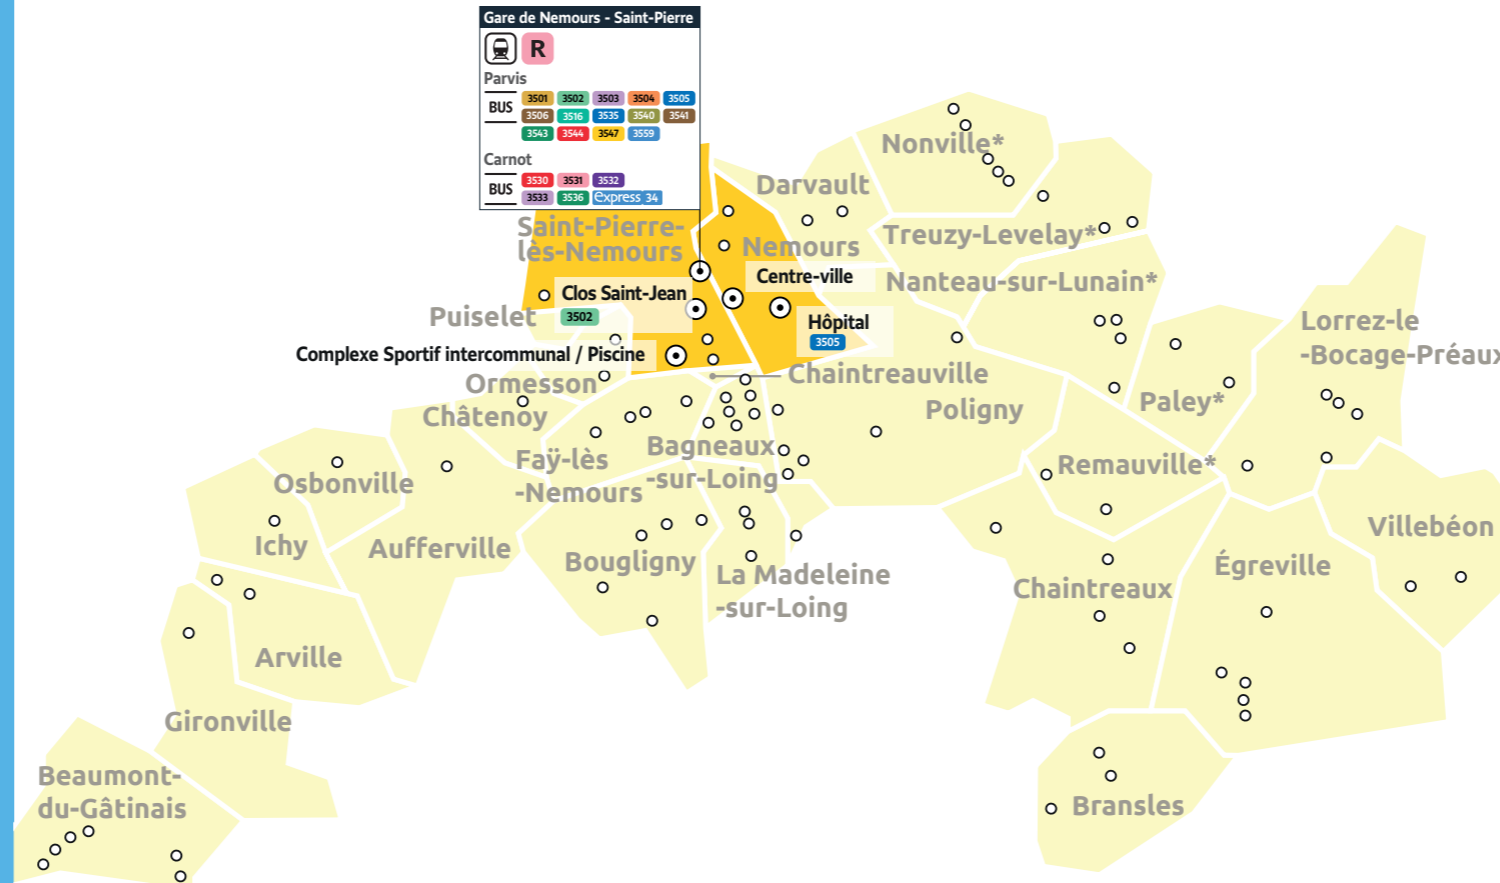 Gare de Nemours - Saint-Pierre
R
Parvis
BUS
3501 3502 3503 3504 3505
3506 3516 3535 3540 3541
3543 3544 3547 3559
Carnot
BUS
3530 3531 3532
3533 3536 express 34
Nonville*
Darvault
Saint-Pierre-
lès-Nemours
Nemours
Treuzy-Levelay*
Centre-ville
Nanteau-sur-Lunain*
Clos Saint-Jean
3502
Puiselet
Hôpital
3505
Lorrez-le
-Bocage-Préaux
Complexe Sportif intercommunal / Piscine
Ormesson
Chaintreauville
Châtenoy
Poligny
Paley*
Bagneaux
-sur-Loing
Faÿ-lès
-Nemours
Remauville*
Osbonville
Ichy
Aufferville
Bougligny
La Madeleine
-sur-Loing
Chaintreaux
Égreville
Villebéon
Arville
Gironville
Beaumont-
du-Gâtinais
Bransles